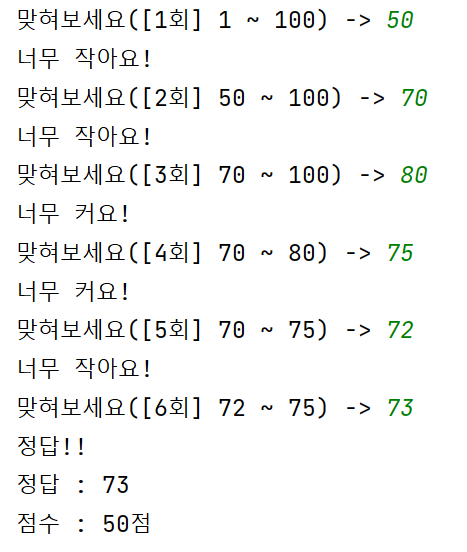 맞혀보세요([1회] 1 ~ 100) -> 50
너무 작아요!
맞혀보세요([2회] 50 ~ 100) -> 70
너무 작아요!
맞혀보세요([3회] 70 ~ 100) -> 80
너무 커요!
맞혀보세요([4회] 70 ~ 80) -> 75
너무 커요!
맞혀보세요([5회] 70 ~ 75) -> 72
너무 작아요!
맞혀보세요([6회] 72 ~ 75) -> 73
정답!!
정답 : 73
점수 : 50점